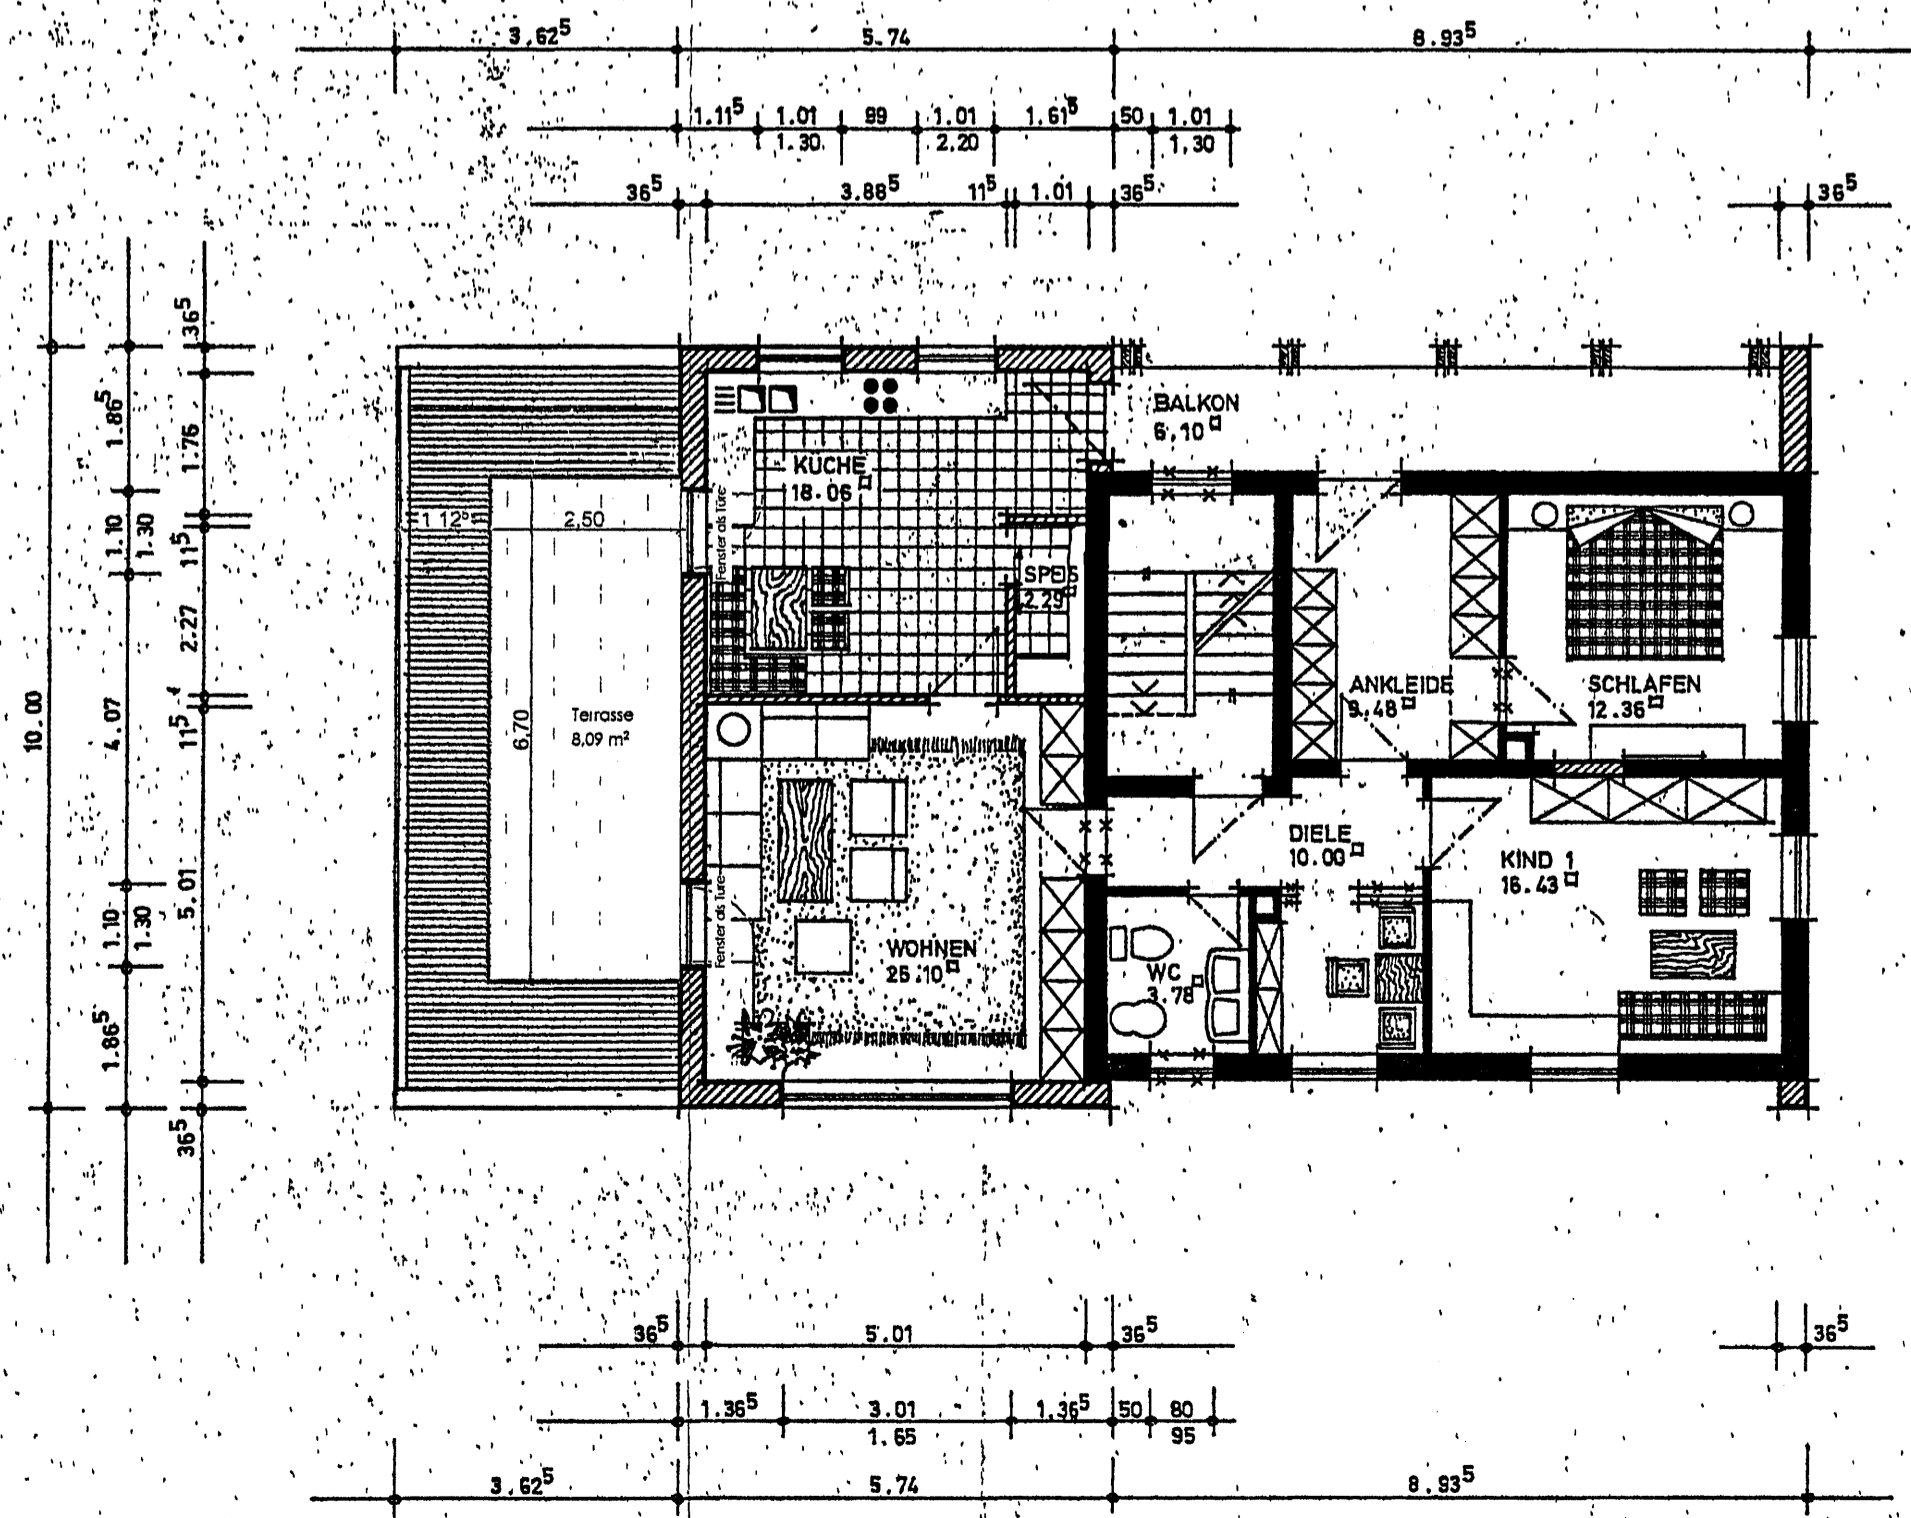 3.62⁵ 5.74 8.93⁵
1.11⁵ 1.01 89 1.01 1.61⁵ 50 1.01
1.30 2.20 1.30
36⁵ 3.88⁵ 11⁵ 1.01 36⁵ 36⁵
10.00
1.86⁵ 1.10 4.07 1.10 1.86⁵
1.30 1.30
36⁵ 1.76 11⁵ 2.27 11⁵ 5.01 36⁵
BALKON
6.10
KÜCHE
18.06
1 12⁵ 2,50
Fenster als Türe
SPEIS
2.29
ANKLEIDE
9.48
SCHLAFEN
12.36
6,70
Terrasse
8,09 m²
DIELE
10.00
KIND 1
16.43
Fenster als Türe
WOHNEN
25.10
WC
3.78
36⁵ 5.01 36⁵ 36⁵
1.36⁵ 3.01 1.36⁵ 50 80
1.65 95
3.62⁵ 5.74 8.93⁵